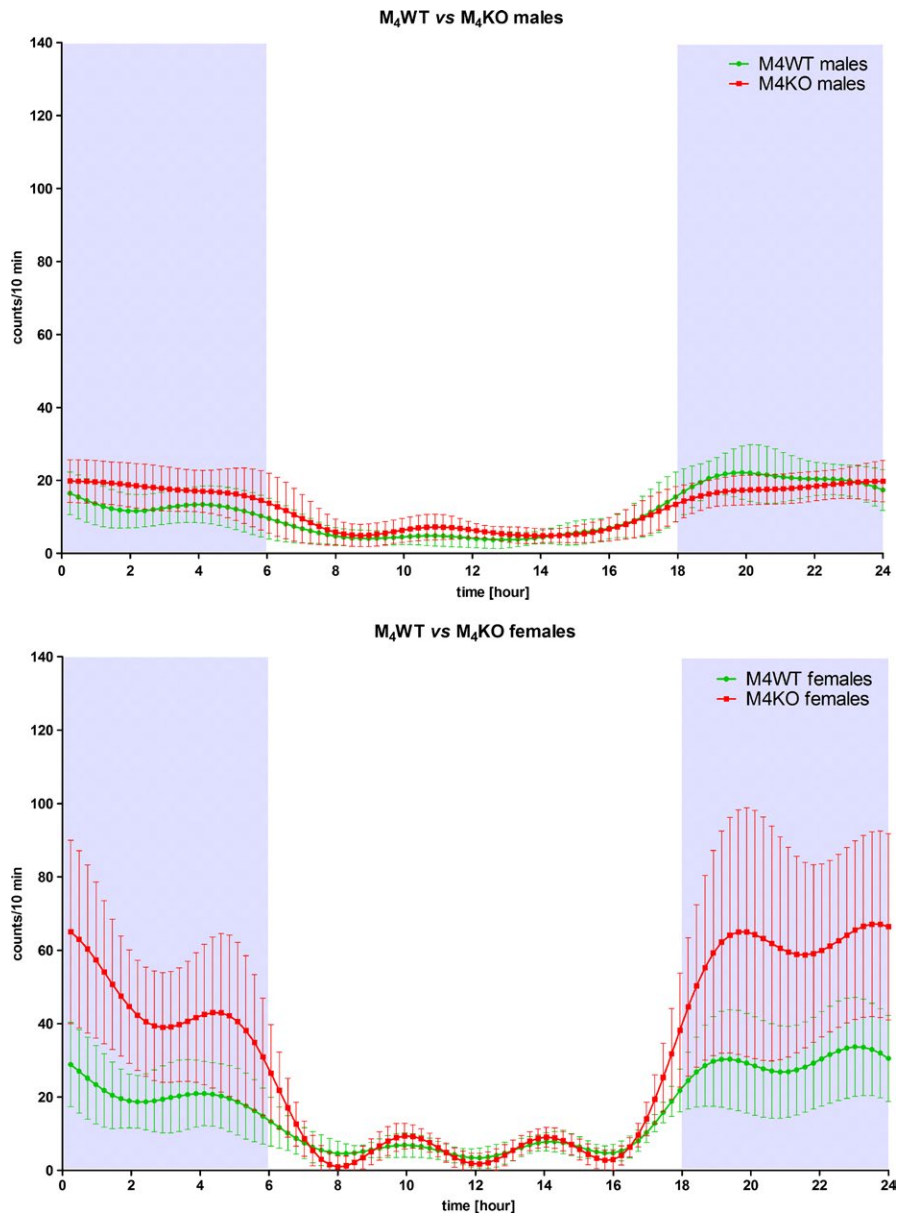 M₄WT vs M₄KO males
140
120
100
80
60
40
20
0
counts/10 min
M4WT males
M4KO males
0 2 4 6 8 10 12 14 16 18 20 22 24
time [hour]
M₄WT vs M₄KO females
140
120
100
80
60
40
20
0
counts/10 min
M4WT females
M4KO females
0 2 4 6 8 10 12 14 16 18 20 22 24
time [hour]